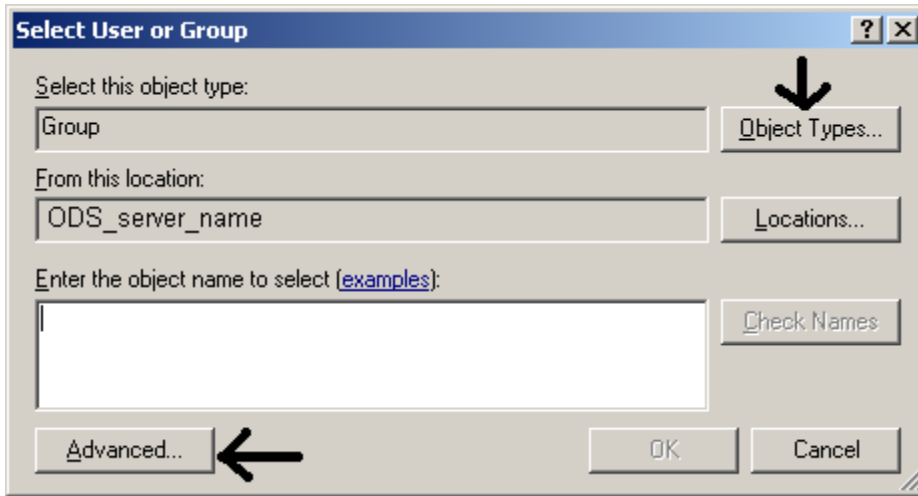 Select User or Group
Select this object type:
Group
Object Types...
From this location:
ODS_server_name
Locations...
Enter the object name to select (examples):
Check Names
Advanced...
OK
Cancel